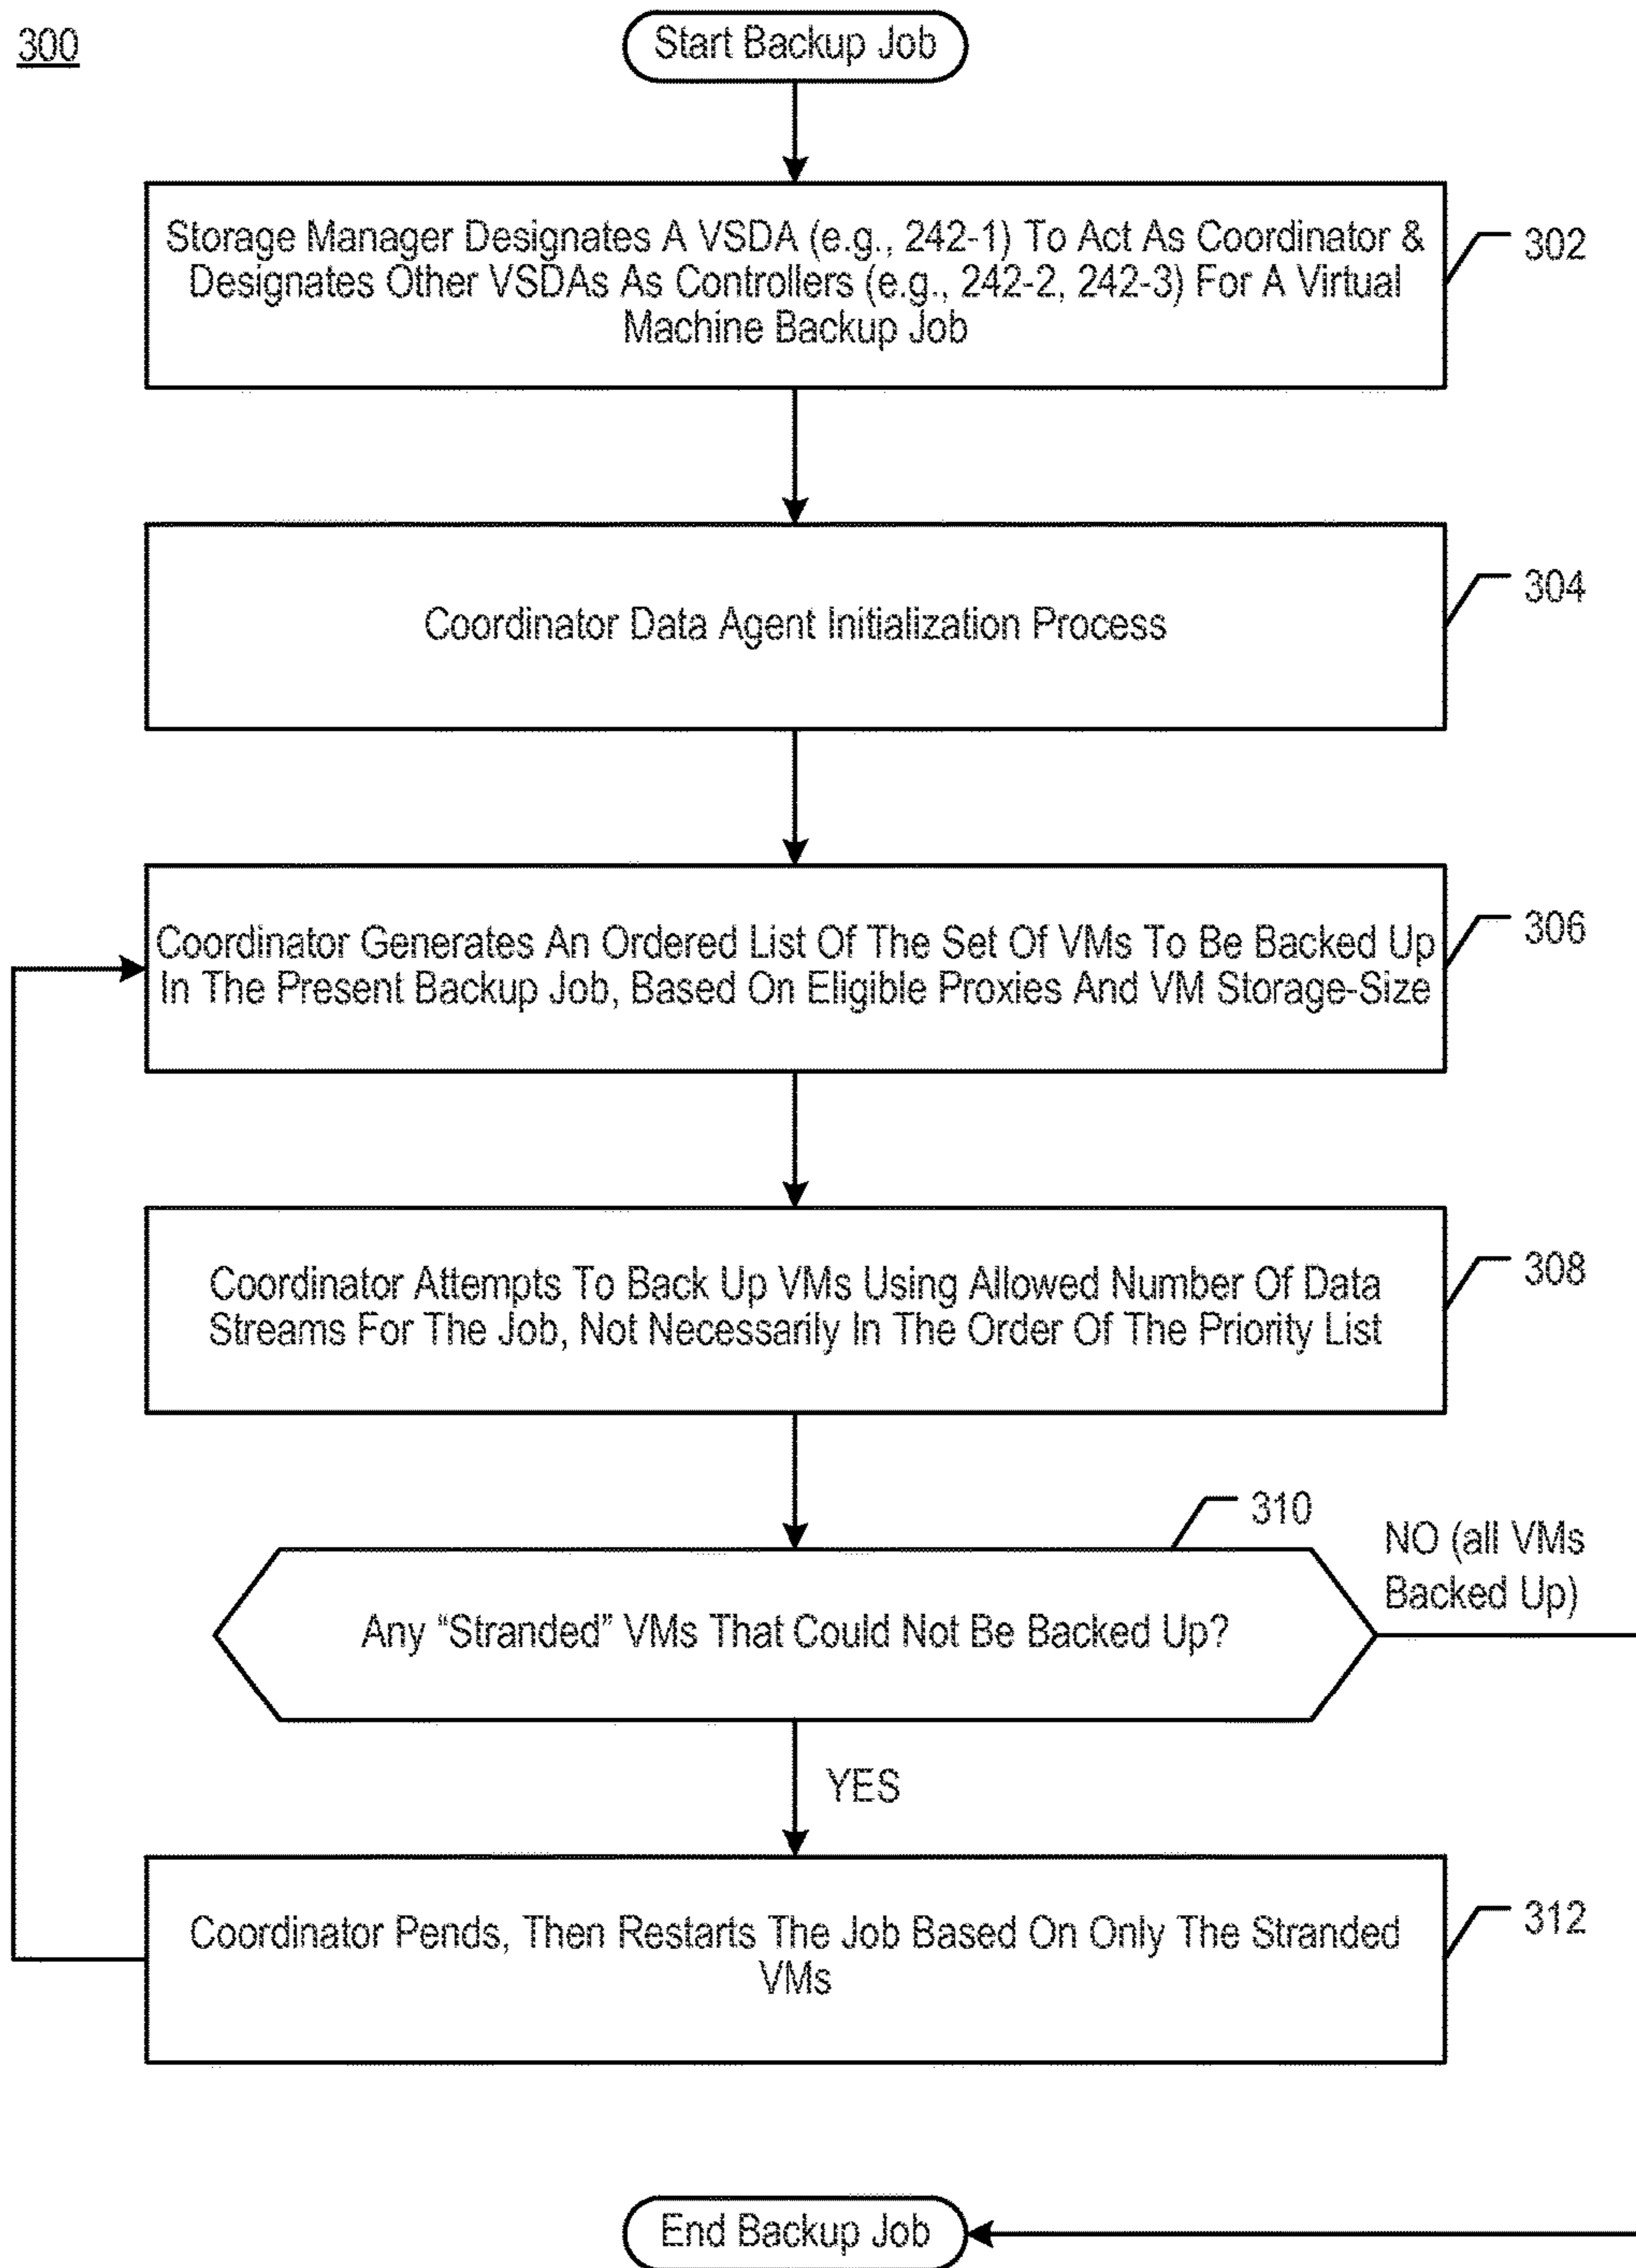 300
Start Backup Job
Storage Manager Designates A VSDA (e.g., 242-1) To Act As Coordinator &
Designates Other VSDAs As Controllers (e.g., 242-2, 242-3) For A Virtual
Machine Backup Job
302
Coordinator Data Agent Initialization Process
304
Coordinator Generates An Ordered List Of The Set Of VMs To Be Backed Up
In The Present Backup Job, Based On Eligible Proxies And VM Storage-Size
306
Coordinator Attempts To Back Up VMs Using Allowed Number Of Data
Streams For The Job, Not Necessarily In The Order Of The Priority List
308
310
NO (all VMs
Backed Up)
Any “Stranded” VMs That Could Not Be Backed Up?
YES
Coordinator Pends, Then Restarts The Job Based On Only The Stranded
VMs
312
End Backup Job